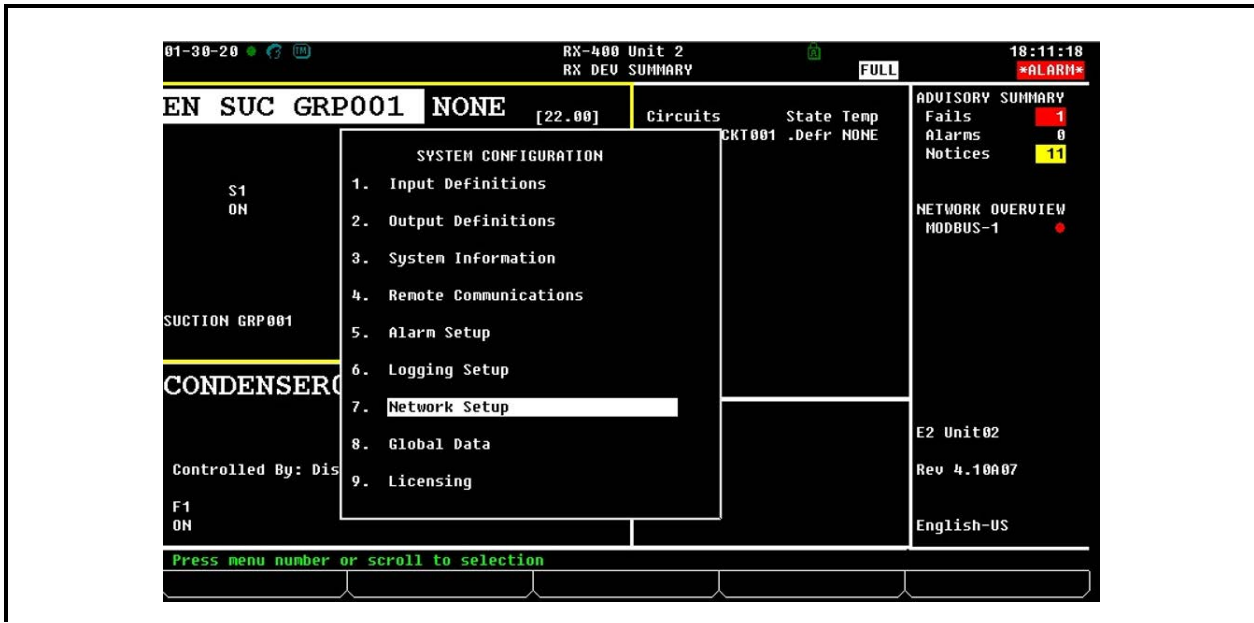 01-30-20 TM RX-400 Unit 2 A 18:11:18
RX DEV SUMMARY FULL *ALARM*
EN SUC GRP001 NONE [22.00]
S1
ON
SUCTION GRP001
CONDENSER
Controlled By: Dis
F1
ON
Circuits State Temp
CKT001 .Defr NONE
SYSTEM CONFIGURATION
1. Input Definitions
2. Output Definitions
3. System Information
4. Remote Communications
5. Alarm Setup
6. Logging Setup
7. Network Setup
8. Global Data
9. Licensing
ADVISORY SUMMARY
Fails 1
Alarms 0
Notices 11
NETWORK OVERVIEW
MODBUS-1
E2 Unit02
Rev 4.10A07
English-US
Press menu number or scroll to selection